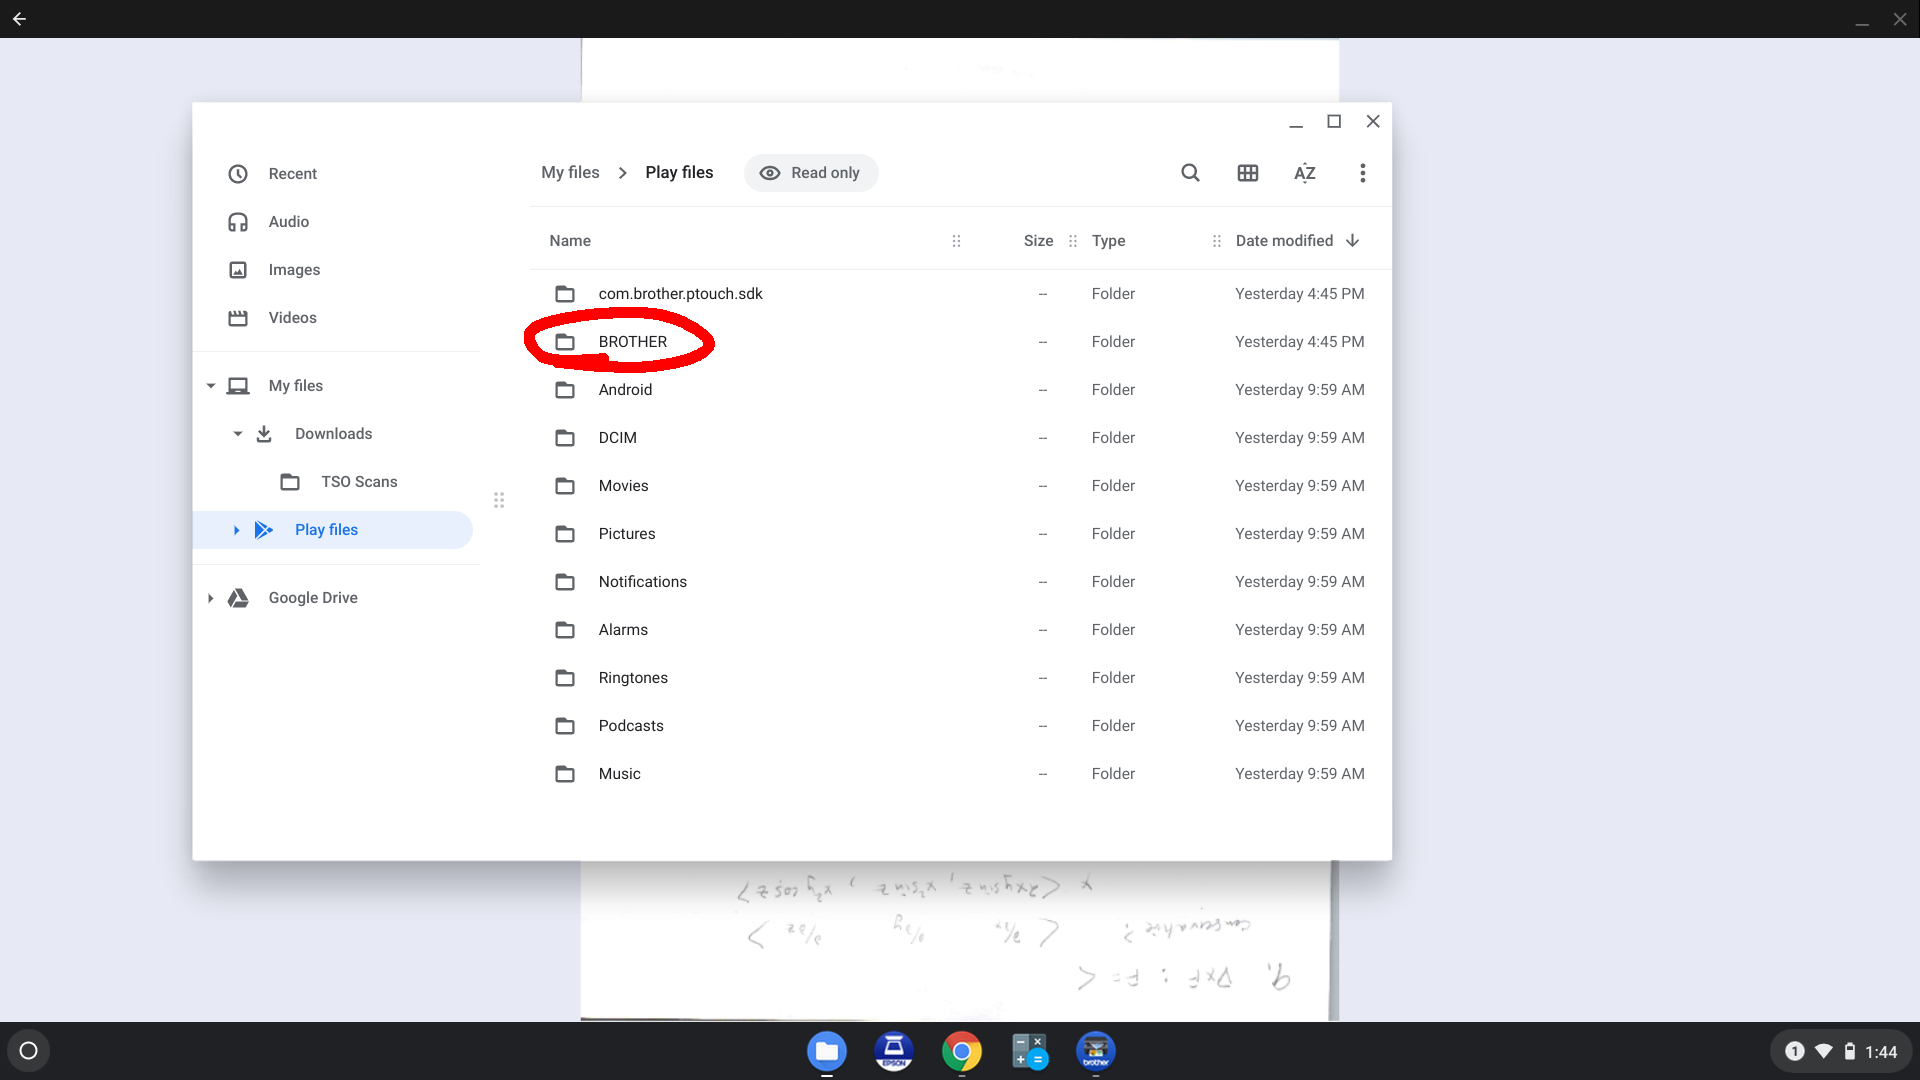 Recent
Audio
Images
Videos
My files
Downloads
TSO Scans
Play files
Google Drive
My files > Play files Read only AZ
Name Size Type Date modified
com.brother.ptouch.sdk -- Folder Yesterday 4:45 PM
BROTHER -- Folder Yesterday 4:45 PM
Android -- Folder Yesterday 9:59 AM
DCIM -- Folder Yesterday 9:59 AM
Movies -- Folder Yesterday 9:59 AM
Pictures -- Folder Yesterday 9:59 AM
Notifications -- Folder Yesterday 9:59 AM
Alarms -- Folder Yesterday 9:59 AM
Ringtones -- Folder Yesterday 9:59 AM
Podcasts -- Folder Yesterday 9:59 AM
Music -- Folder Yesterday 9:59 AM
9. ∇×F : F = <
conservative?
EPSON
brother
1 1:44